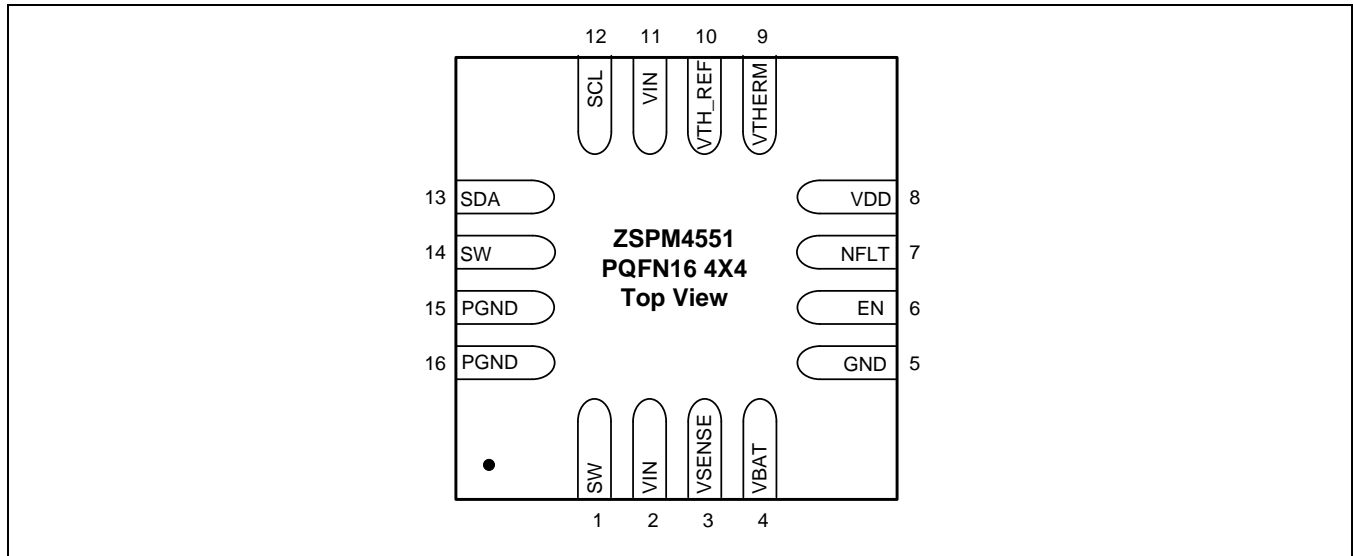 12 11 10 9
SCL VIN VTH_REF VTHERM
13 SDA
VDD 8
14 SW
NFLT 7
15 PGND
EN 6
16 PGND
GND 5
ZSPM4551
PQFN16 4X4
Top View
SW VIN VSENSE VBAT
1 2 3 4